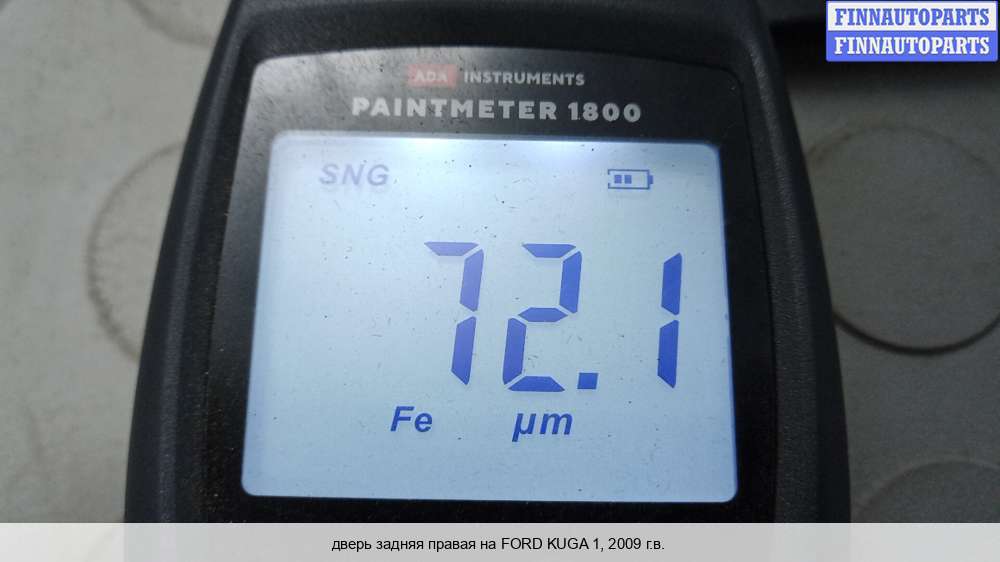 FINNAUTOPARTS
FINNAUTOPARTS
ADA INSTRUMENTS
PAINTMETER 1800
SNG
72.1
Fe µm
дверь задняя правая на FORD KUGA 1, 2009 г.в.